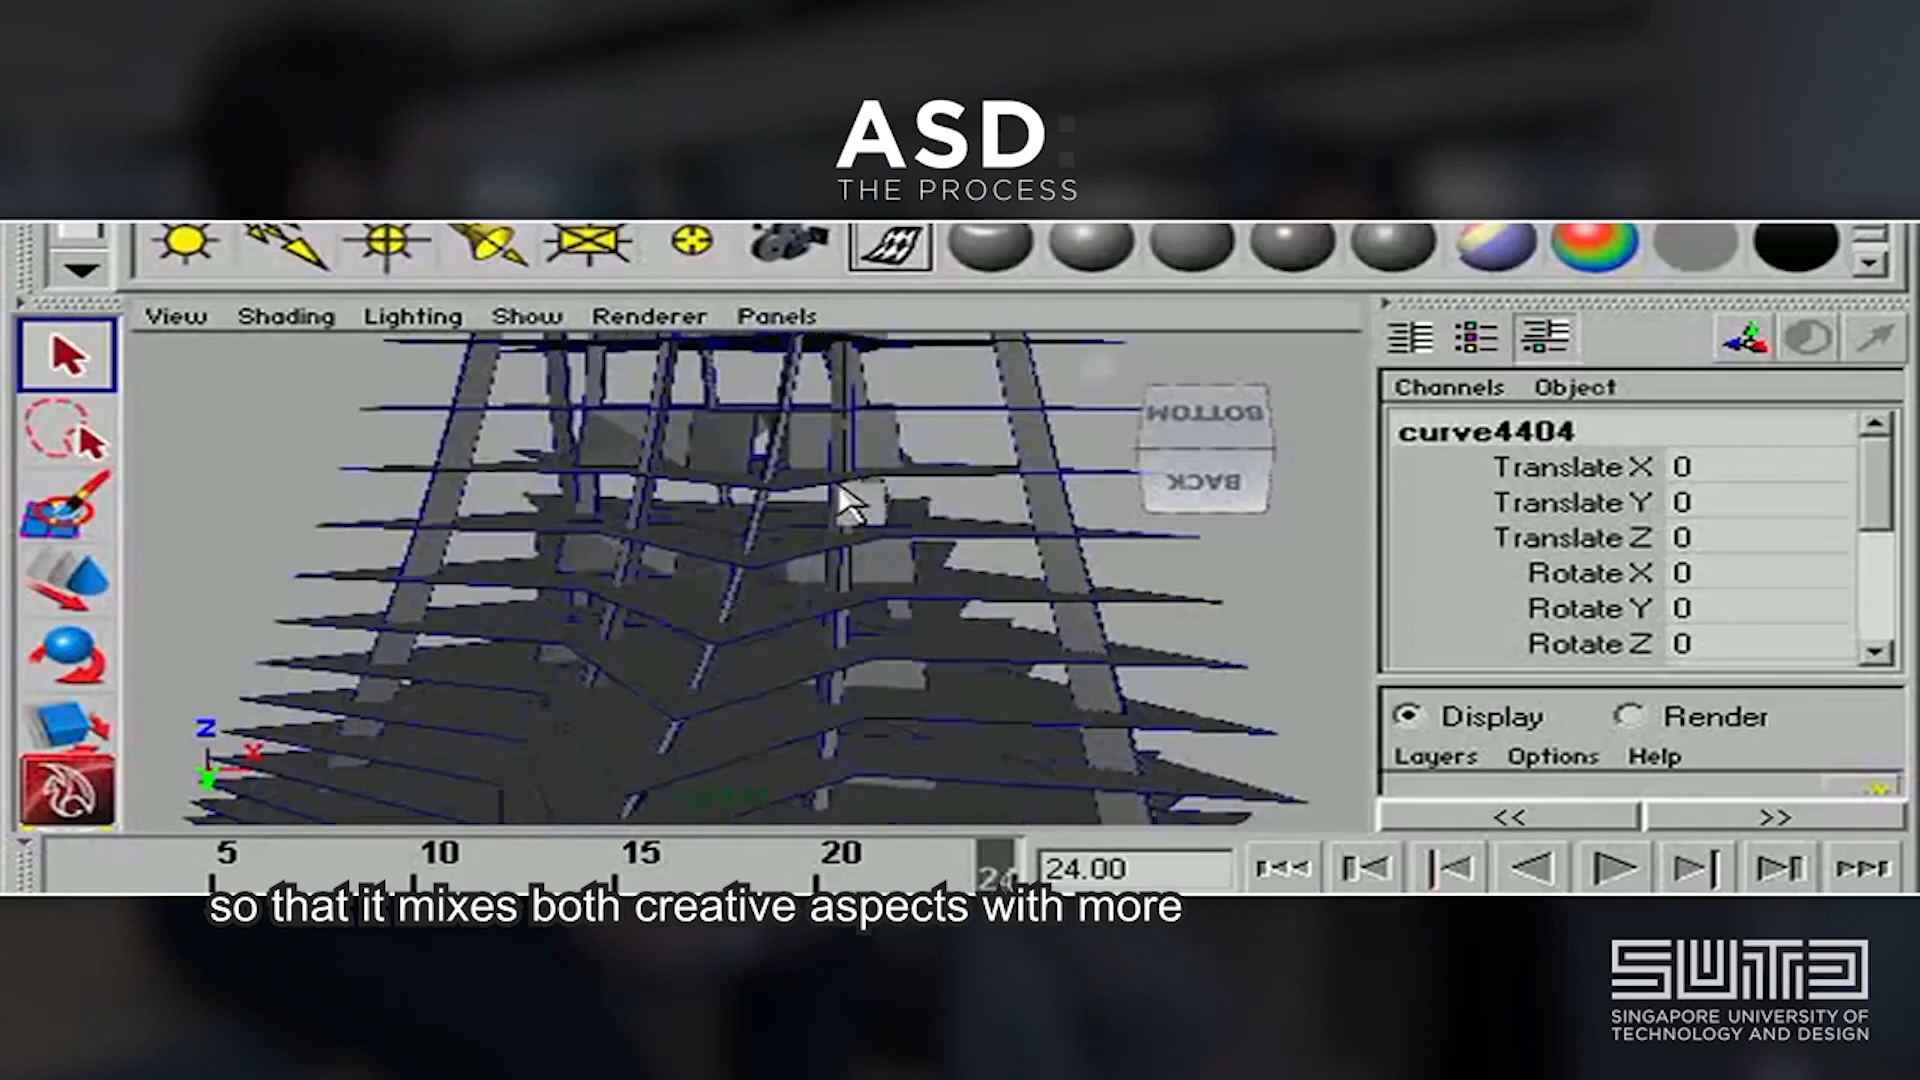 ASD:
THE PROCESS
View Shading Lighting Show Renderer Panels
BOTTOM
BACK
Channels Object
curve4404
Translate X 0
Translate Y 0
Translate Z 0
Rotate X 0
Rotate Y 0
Rotate Z 0
Display Render
Layers Options Help
<< >>
Z
X
Y
5 10 15 20 24
24.00
so that it mixes both creative aspects with more
SUTD
SINGAPORE UNIVERSITY OF
TECHNOLOGY AND DESIGN